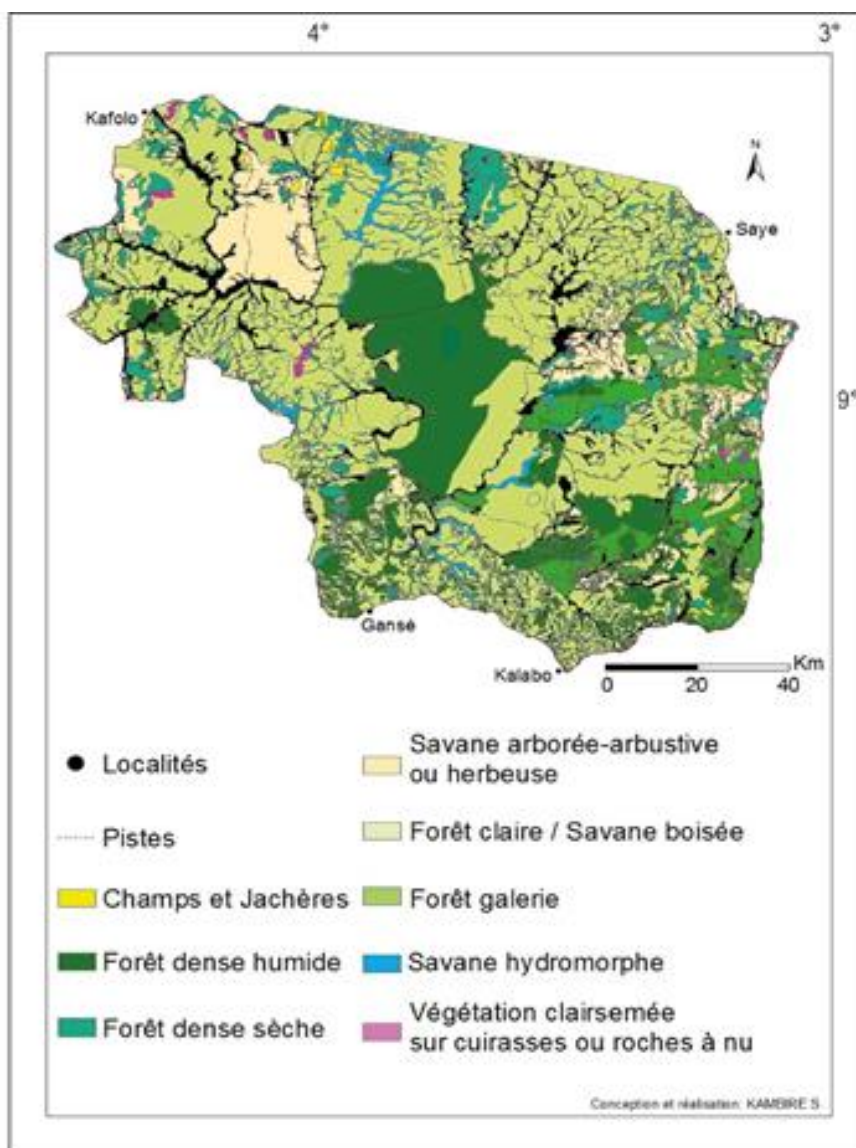 4°
3°
Kafolo
N
Saye
9°
Gansé
Kalabo
Km
0 20 40
Localités
Pistes
Champs et Jachères
Forêt dense humide
Forêt dense sèche
Savane arborée-arbustive
ou herbeuse
Forêt claire / Savane boisée
Forêt galerie
Savane hydromorphe
Végétation clairsemée
sur cuirasses ou roches à nu
Conception et réalisation: KAMBIRE S